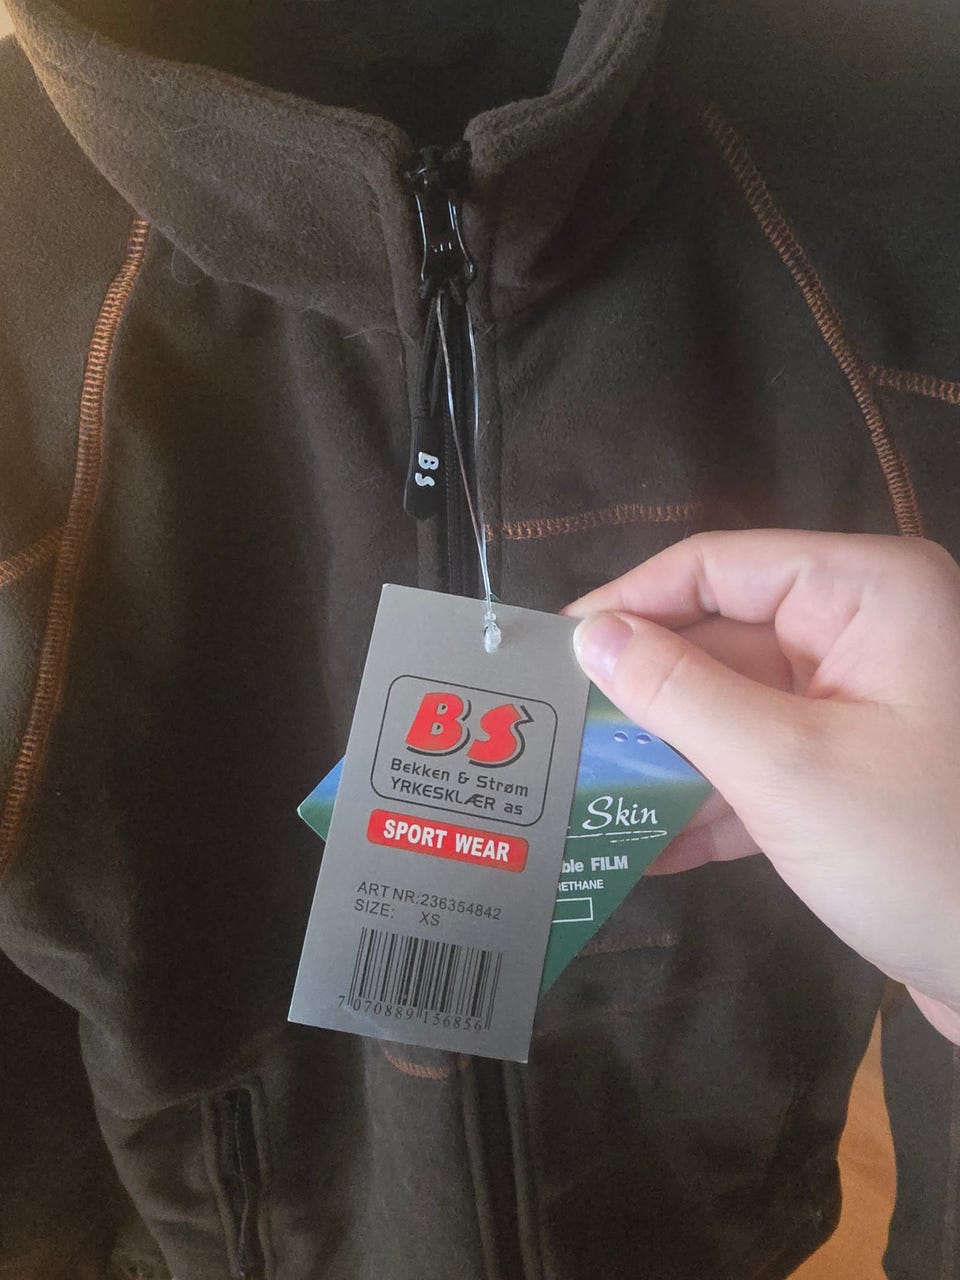 BS
BS
Bekken & Strøm
YRKESKLÆR as
SPORT WEAR
ART NR:236354842
SIZE: XS
7 070889 156856
Skin
FILM